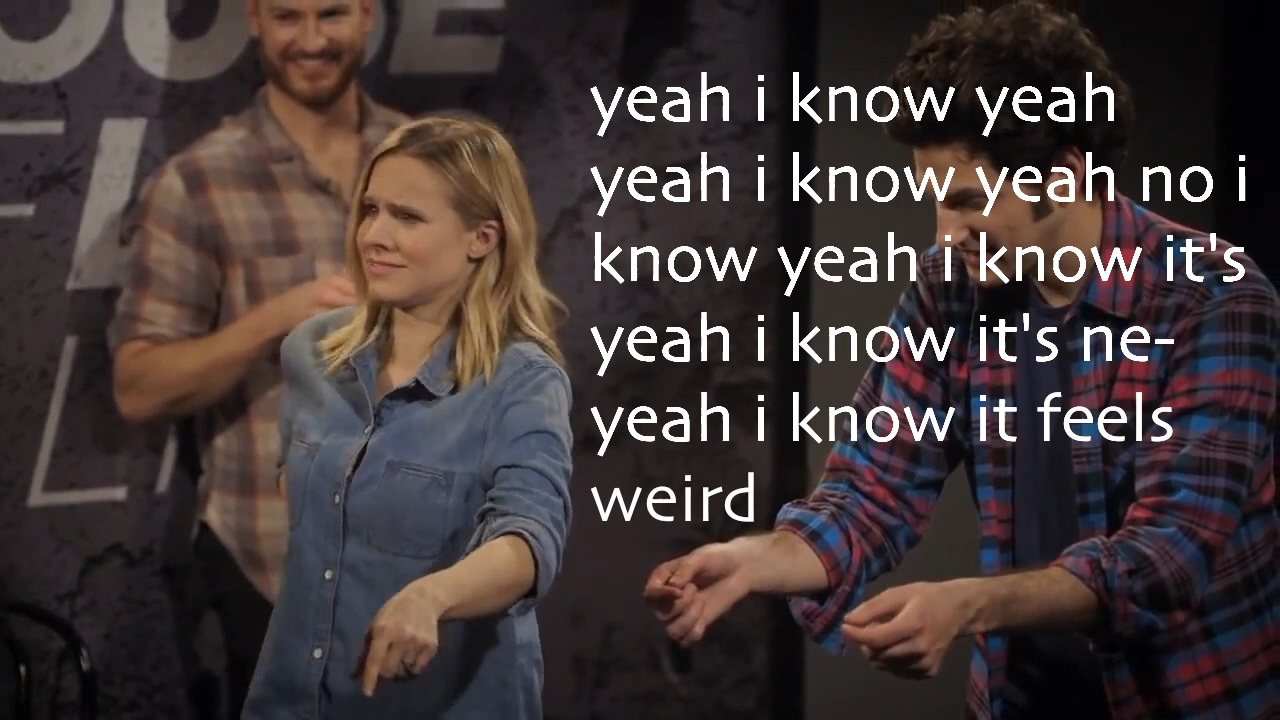 yeah i know yeah
yeah i know yeah no i
know yeah i know it's
yeah i know it's ne-
yeah i know it feels
weird